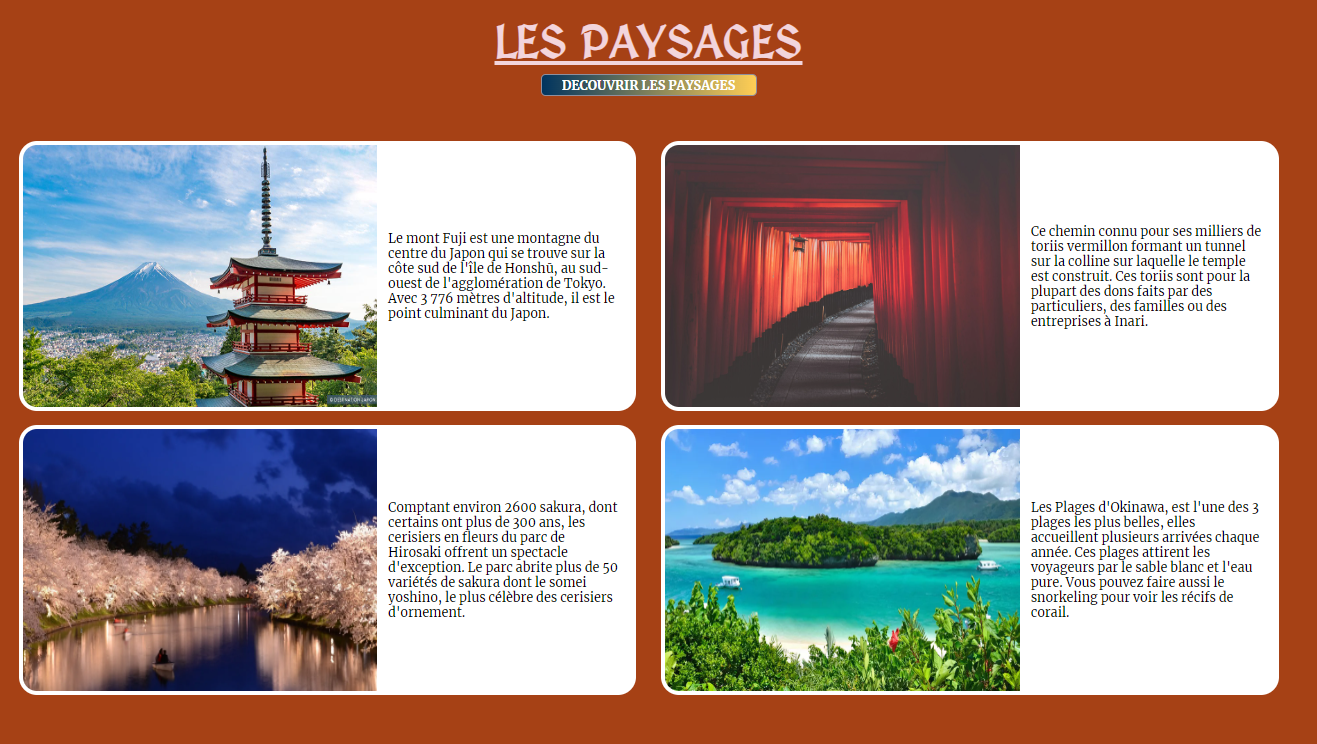 LES PAYSAGES
DECOUVRIR LES PAYSAGES
Le mont Fuji est une montagne du
centre du Japon qui se trouve sur la
côte sud de l'île de Honshū, au sud-
ouest de l'agglomération de Tokyo.
Avec 3 776 mètres d'altitude, il est le
point culminant du Japon.
Ce chemin connu pour ses milliers de
toriis vermillon formant un tunnel
sur la colline sur laquelle le temple
est construit. Ces toriis sont pour la
plupart des dons faits par des
particuliers, des familles ou des
entreprises à Inari.
Comptant environ 2600 sakura, dont
certains ont plus de 300 ans, les
cerisiers en fleurs du parc de
Hirosaki offrent un spectacle
d'exception. Le parc abrite plus de 50
variétés de sakura dont le somei
yoshino, le plus célèbre des cerisiers
d'ornement.
Les Plages d'Okinawa, est l'une des 3
plages les plus belles, elles
accueillent plusieurs arrivées chaque
année. Ces plages attirent les
voyageurs par le sable blanc et l'eau
pure. Vous pouvez faire aussi le
snorkeling pour voir les récifs de
corail.